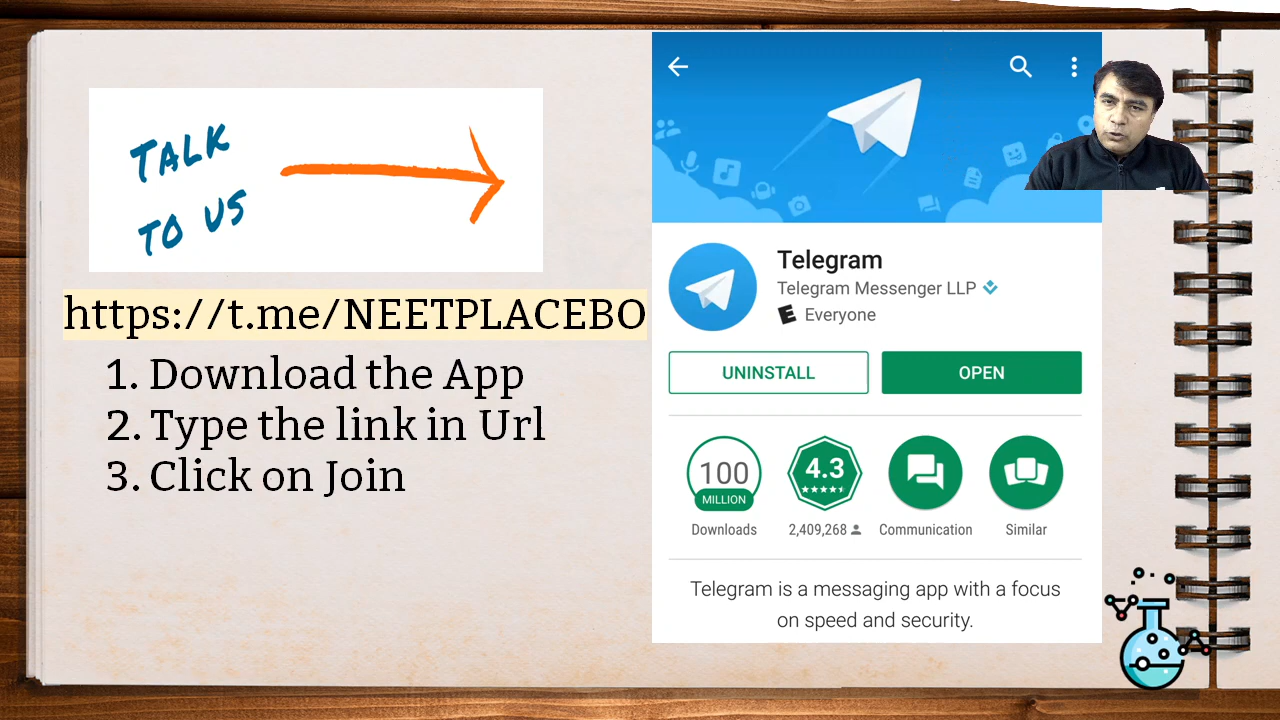 TALK
TO US
https://t.me/NEETPLACEBO
1. Download the App
2. Type the link in Url
3. Click on Join
Telegram
Telegram Messenger LLP
E Everyone
UNINSTALL
OPEN
100
MILLION
Downloads
4.3
2,409,268
Communication
Similar
Telegram is a messaging app with a focus
on speed and security.